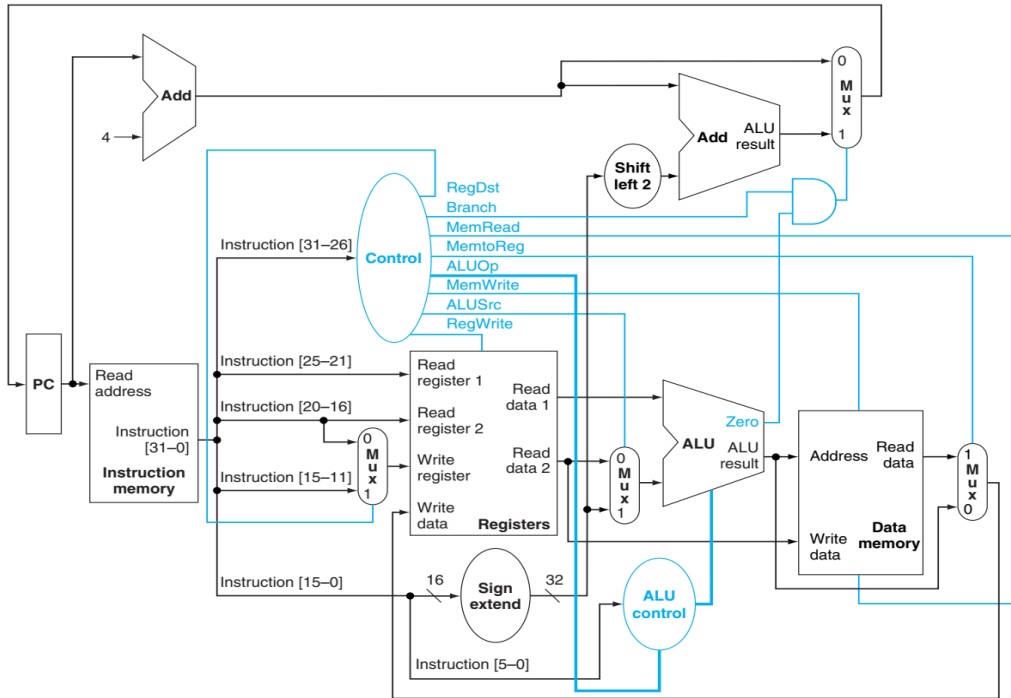 Add
4
0
Mux
1
Add
ALU
result
Shift
left 2
RegDst
Branch
MemRead
MemtoReg
ALUOp
MemWrite
ALUSrc
RegWrite
Control
Instruction [31–26]
Instruction [25–21]
Instruction [20–16]
Instruction [15–11]
Instruction [15–0]
Instruction [5–0]
PC
Read
address
Instruction
[31–0]
Instruction
memory
0
Mux
1
Read
register 1
Read
register 2
Write
register
Write
data
Read
data 1
Read
data 2
Registers
0
Mux
1
Zero
ALU
ALU
result
Address
Read
data
Write
data
Data
memory
1
Mux
0
16
Sign
extend
32
ALU
control